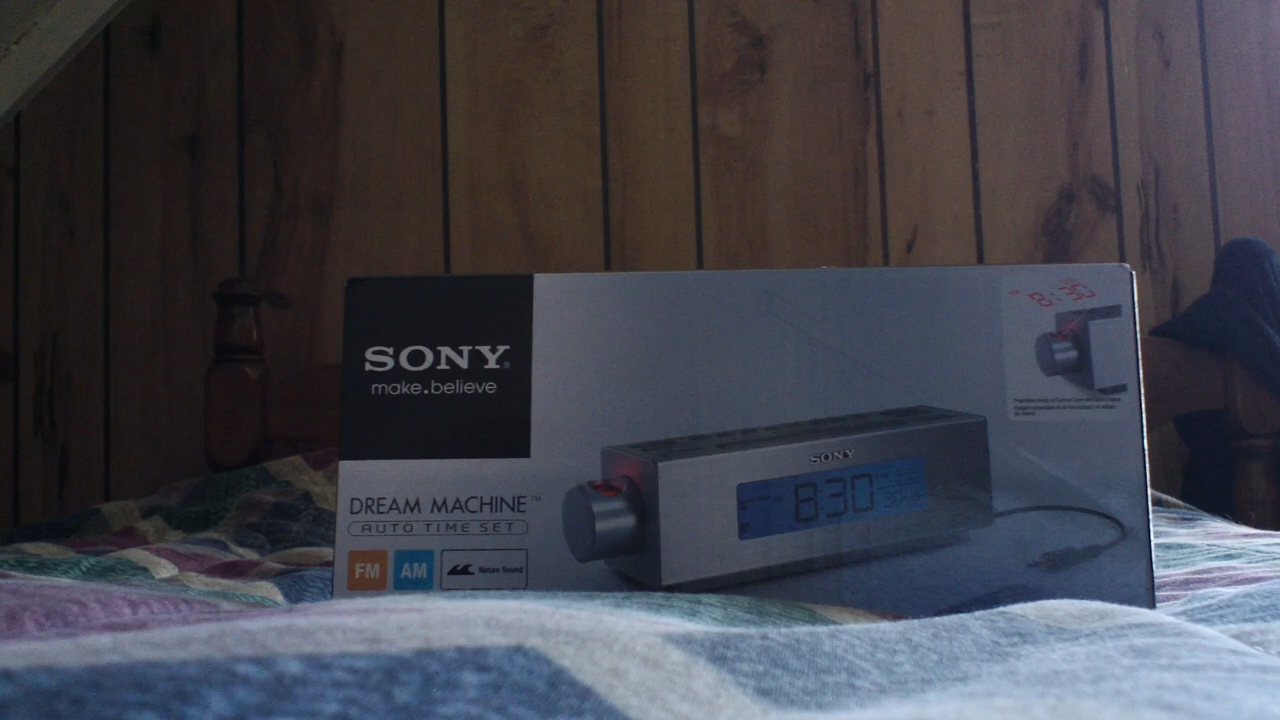 SONY
make.believe
DREAM MACHINE™
AUTO TIME SET
FM AM Nature Sound
SONY
8:30
8:30